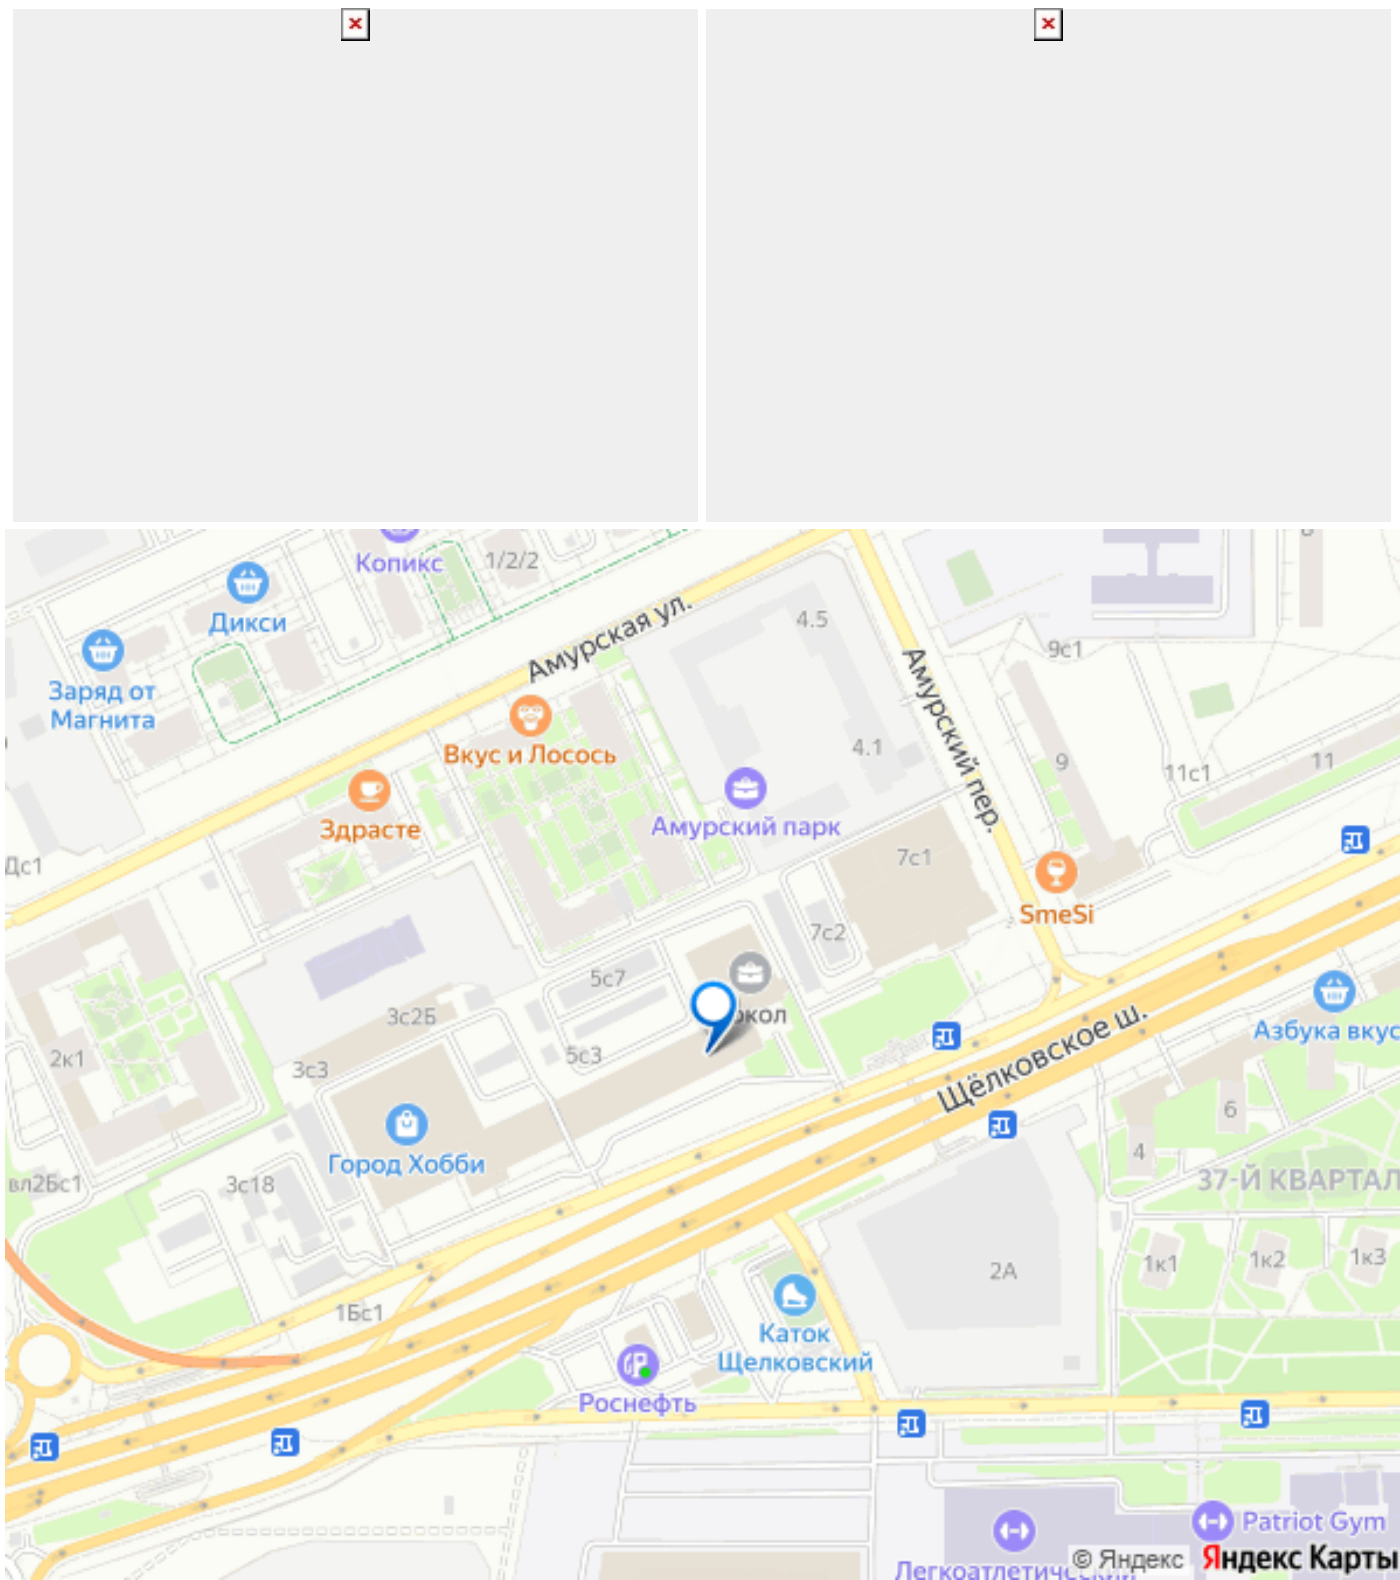 Копикс
1/2/2
Дикси
Амурская ул.
4.5
Заряд от
Магнита
Амурский пер.
9с1
Вкус и Лосось
4.1
9
11с1
11
Здрасте
Амурский парк
7с1
Дс1
SmeSi
7с2
5с7
3с2Б
Азбука вкус
5с3
2к1
3с3
Щёлковское ш.
6
4
Город Хобби
вл2Бс1
3с18
37-Й КВАРТАЛ
1к1
1к2
1к3
2А
1Бс1
Каток
Щелковский
Роснефть
Patriot Gym
© Яндекс
Яндекс Карты